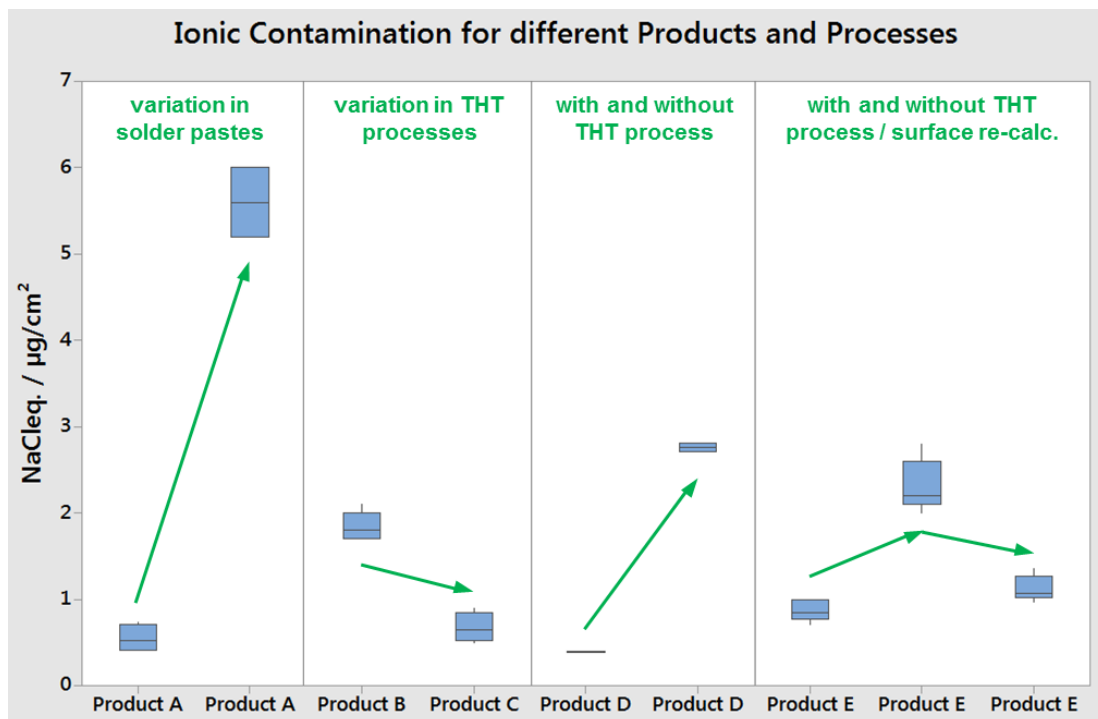 Ionic Contamination for different Products and Processes
NaCleq. / µg/cm²
7
6
5
4
3
2
1
0
variation in
solder pastes
variation in THT
processes
with and without
THT process
with and without THT
process / surface re-calc.
Product A Product A Product B Product C Product D Product D Product E Product E Product E